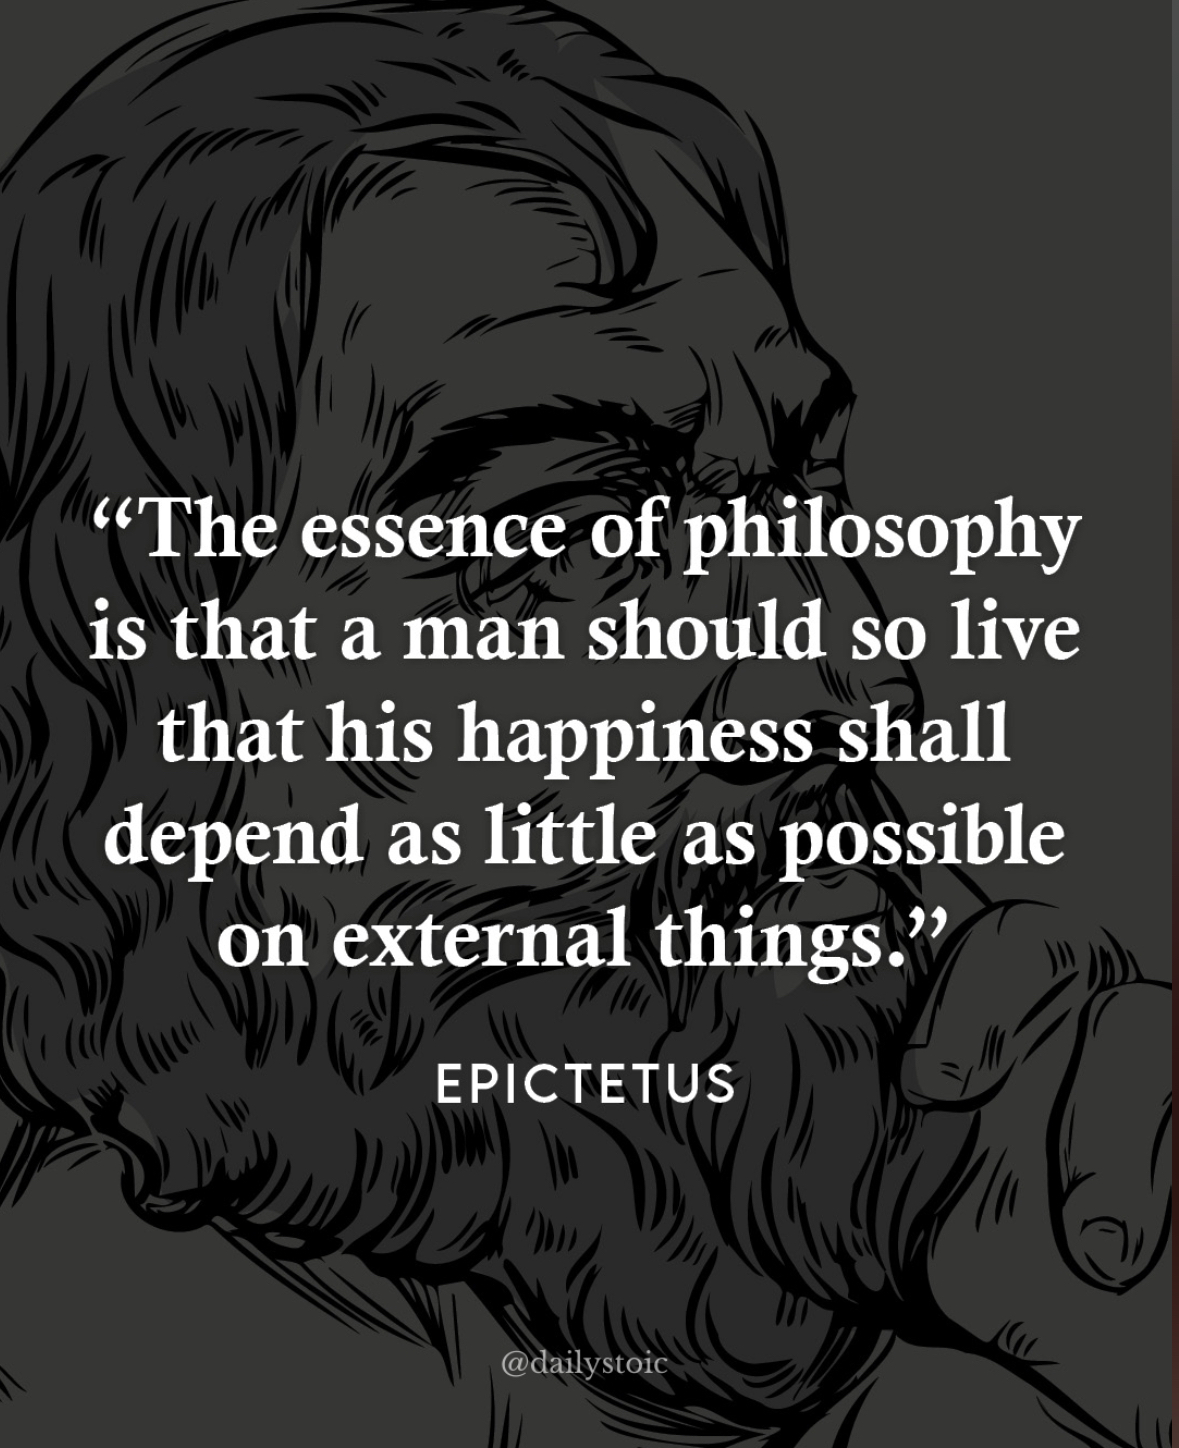 “The essence of philosophy
is that a man should so live
that his happiness shall
depend as little as possible
on external things.”
EPICTETUS
@dailystoic